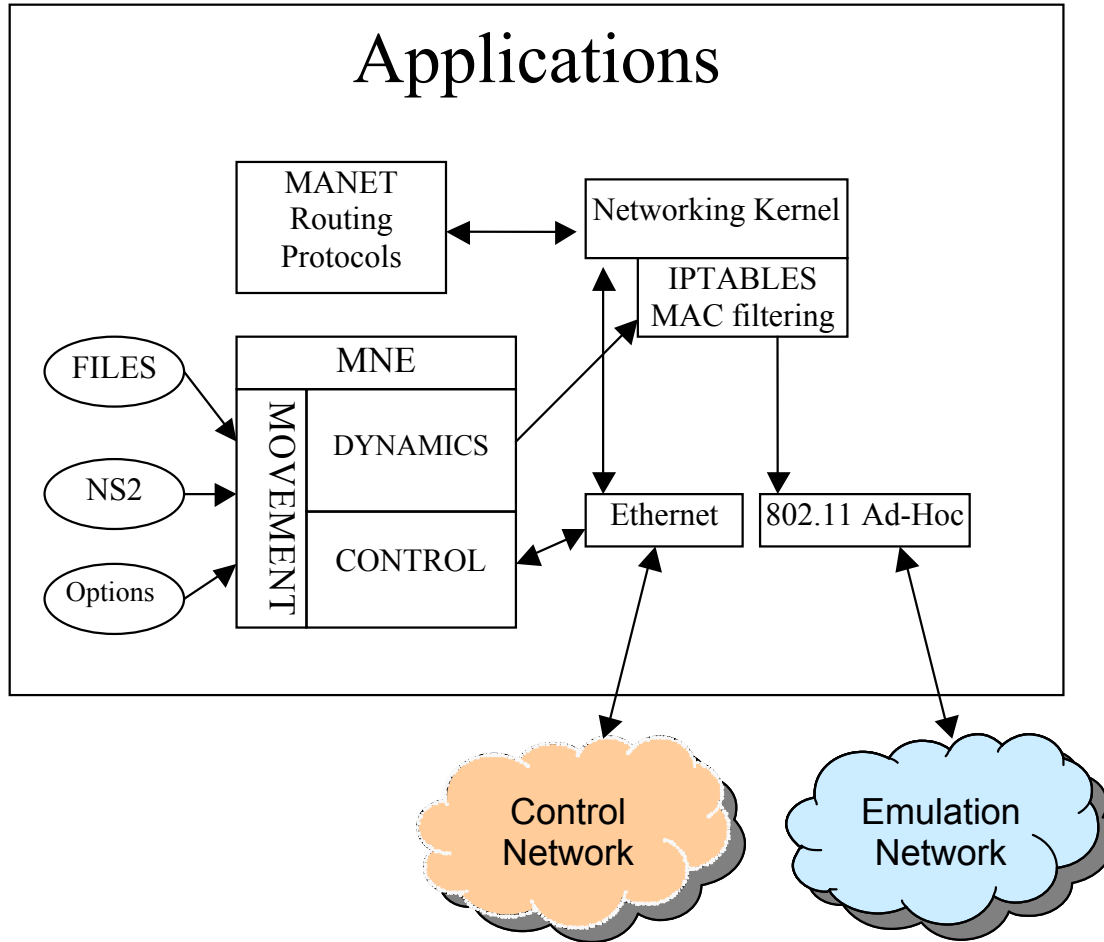 Applications
MANET
Routing
Protocols
Networking Kernel
IPTABLES
MAC filtering
FILES
NS2
Options
MNE
MOVEMENT
DYNAMICS
CONTROL
Ethernet
802.11 Ad-Hoc
Control
Network
Emulation
Network